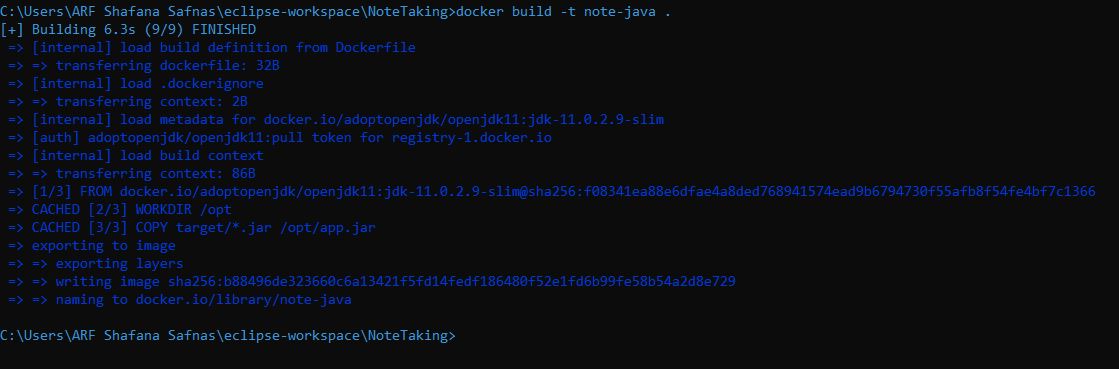 C:\Users\ARF Shafana Safnas\eclipse-workspace\NoteTaking>docker build -t note-java .
[+] Building 6.3s (9/9) FINISHED
=> [internal] load build definition from Dockerfile
=> => transferring dockerfile: 32B
=> [internal] load .dockerignore
=> => transferring context: 2B
=> [internal] load metadata for docker.io/adoptopenjdk/openjdk11:jdk-11.0.2.9-slim
=> [auth] adoptopenjdk/openjdk11:pull token for registry-1.docker.io
=> [internal] load build context
=> => transferring context: 86B
=> [1/3] FROM docker.io/adoptopenjdk/openjdk11:jdk-11.0.2.9-slim@sha256:f08341ea88e6dfae4a8ded768941574ead9b6794730f55afb8f54fe4bf7c1366
=> CACHED [2/3] WORKDIR /opt
=> CACHED [3/3] COPY target/*.jar /opt/app.jar
=> exporting to image
=> => exporting layers
=> => writing image sha256:b88496de323660c6a13421f5fd14fedf186480f52e1fd6b99fe58b54a2d8e729
=> => naming to docker.io/library/note-java
C:\Users\ARF Shafana Safnas\eclipse-workspace\NoteTaking>